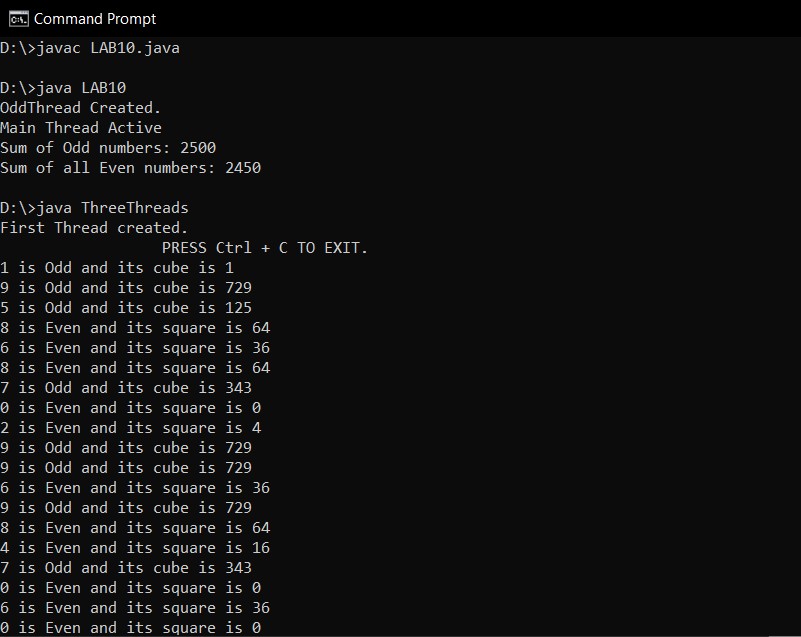 Command Prompt
D:\>javac LAB10.java
D:\>java LAB10
OddThread Created.
Main Thread Active
Sum of Odd numbers: 2500
Sum of all Even numbers: 2450
D:\>java ThreeThreads
First Thread created.
PRESS Ctrl + C TO EXIT.
1 is Odd and its cube is 1
9 is Odd and its cube is 729
5 is Odd and its cube is 125
8 is Even and its square is 64
6 is Even and its square is 36
8 is Even and its square is 64
7 is Odd and its cube is 343
0 is Even and its square is 0
2 is Even and its square is 4
9 is Odd and its cube is 729
9 is Odd and its cube is 729
6 is Even and its square is 36
9 is Odd and its cube is 729
8 is Even and its square is 64
4 is Even and its square is 16
7 is Odd and its cube is 343
0 is Even and its square is 0
6 is Even and its square is 36
0 is Even and its square is 0